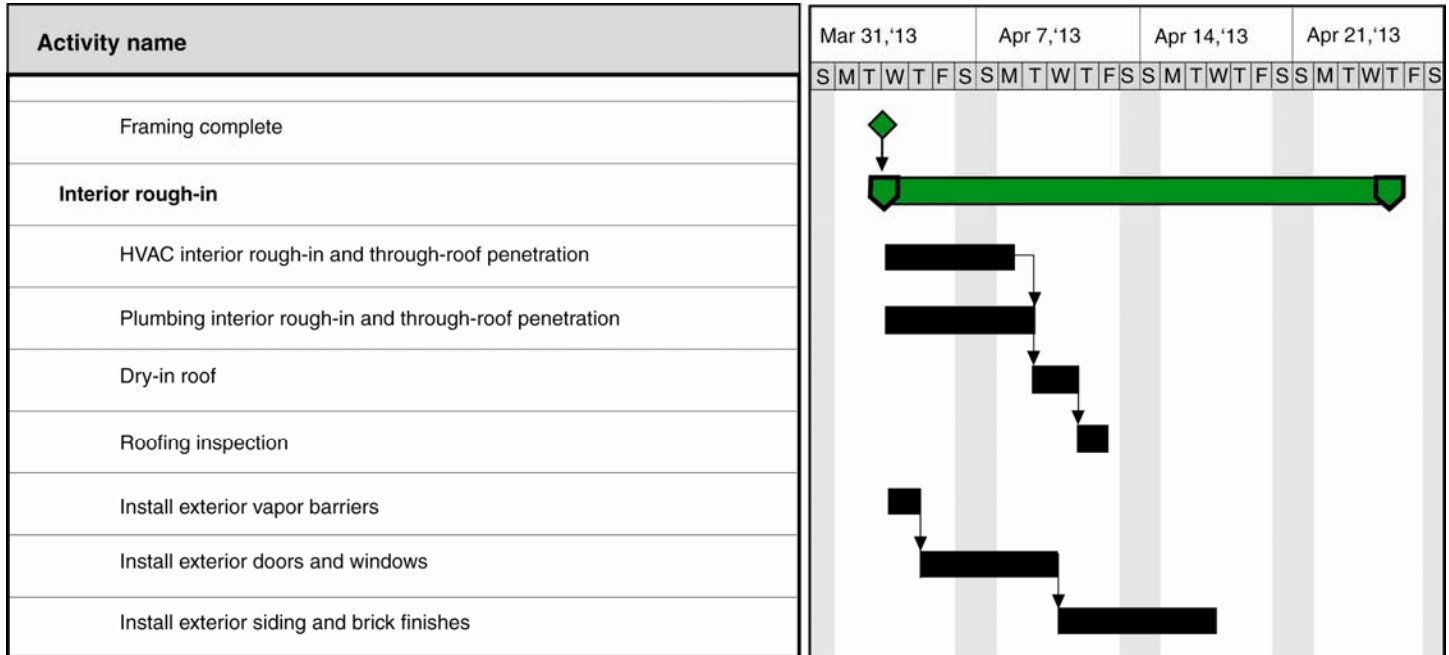 Activity name
Mar 31,‘13 Apr 7,‘13 Apr 14,‘13 Apr 21,‘13
S M T W T F S S M T W T F S S M T W T F S S M T W T F S
Framing complete
Interior rough-in
HVAC interior rough-in and through-roof penetration
Plumbing interior rough-in and through-roof penetration
Dry-in roof
Roofing inspection
Install exterior vapor barriers
Install exterior doors and windows
Install exterior siding and brick finishes